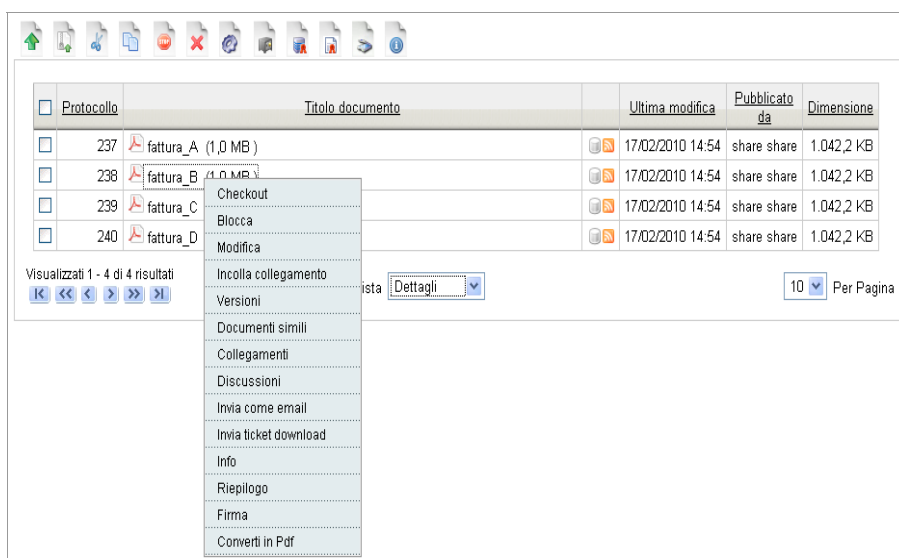 STOP
Protocollo Titolo documento Ultima modifica Pubblicato da Dimensione
237 fattura_A (1,0 MB ) 17/02/2010 14:54 share share 1.042,2 KB
238 fattura_B (1,0 MB ) 17/02/2010 14:54 share share 1.042,2 KB
239 fattura_C 17/02/2010 14:54 share share 1.042,2 KB
240 fattura_D 17/02/2010 14:54 share share 1.042,2 KB
Visualizzati 1 - 4 di 4 risultati
ista Dettagli 10 Per Pagina
Checkout
Blocca
Modifica
Incolla collegamento
Versioni
Documenti simili
Collegamenti
Discussioni
Invia come email
Invia ticket download
Info
Riepilogo
Firma
Converti in Pdf